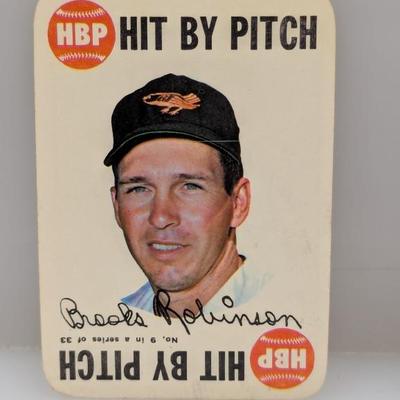 HBP HIT BY PITCH
Brooks Robinson
No. 9 in a series of 33
HBP HIT BY PITCH